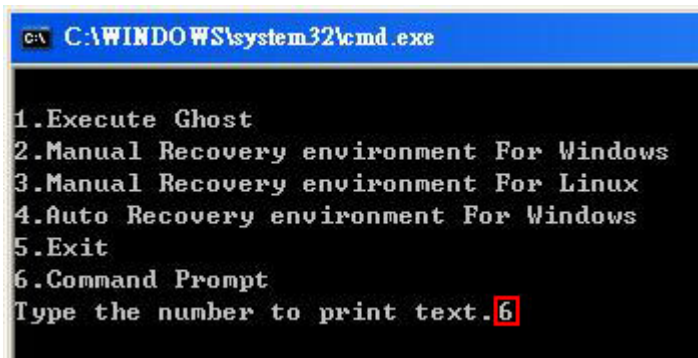 C:\WINDOWS\system32\cmd.exe
1.Execute Ghost
2.Manual Recovery environment For Windows
3.Manual Recovery environment For Linux
4.Auto Recovery environment For Windows
5.Exit
6.Command Prompt
Type the number to print text.6